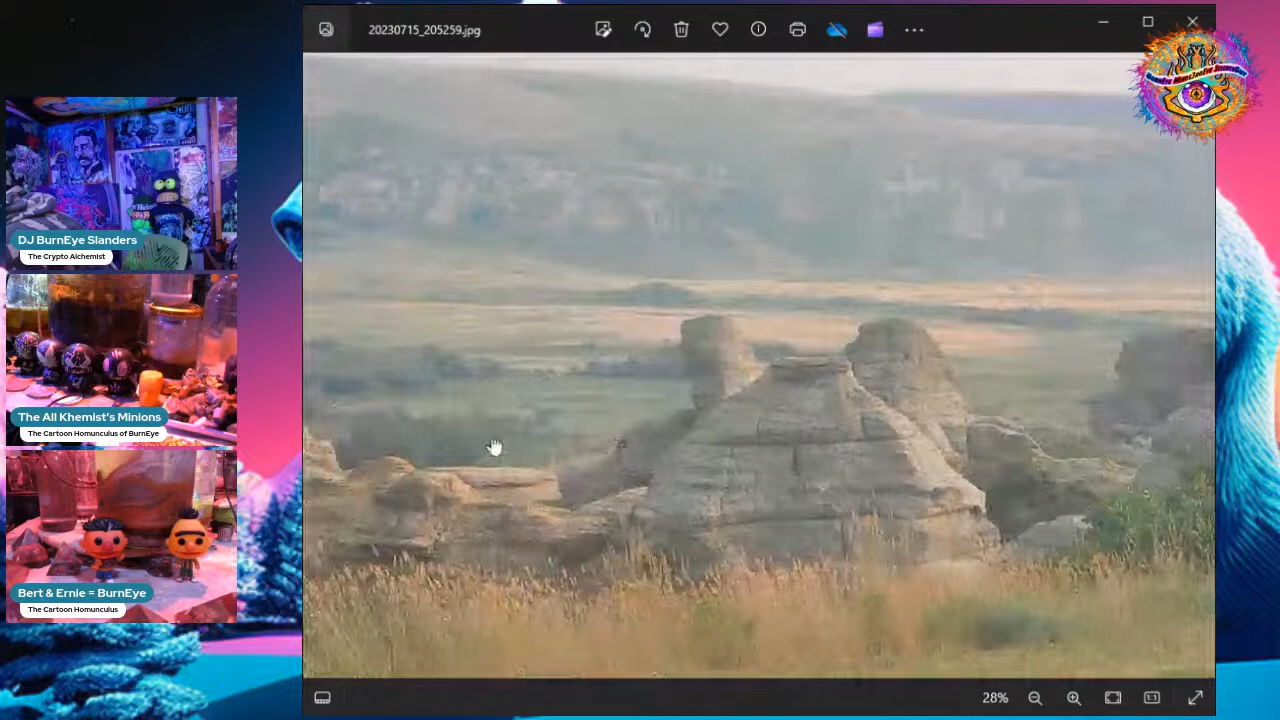 20230715_205259.jpg
DJ BurnEye Slanders
The Crypto Alchemist
The All Khemist's Minions
The Cartoon Homunculus of BurnEye
Bert & Ernie = BurnEye
The Cartoon Homunculus
28%